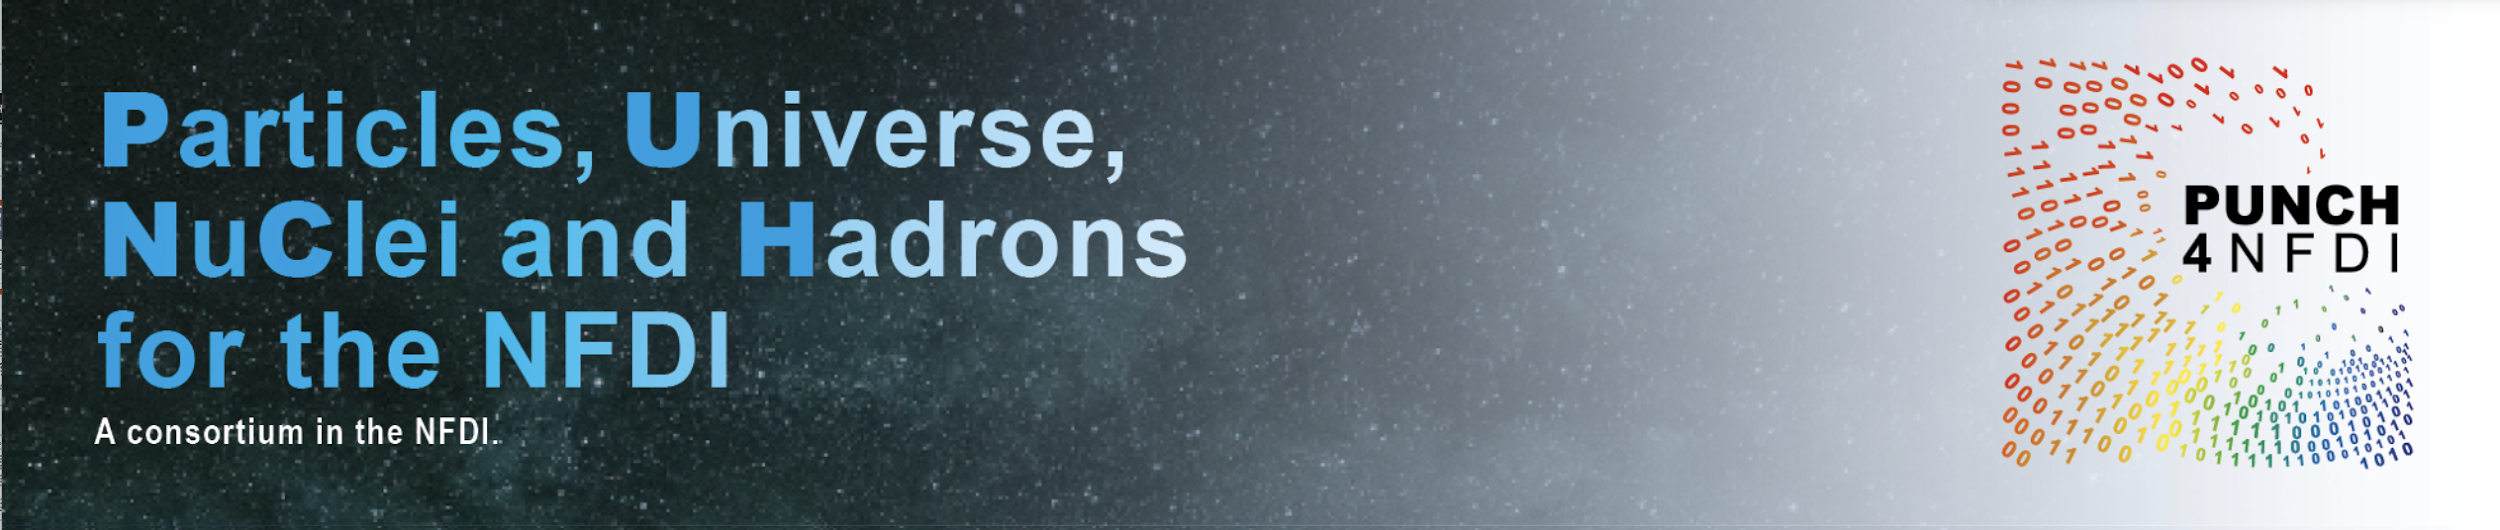 Particles, Universe,
NuClei and Hadrons
for the NFDI
A consortium in the NFDI.
PUNCH
4NFDI